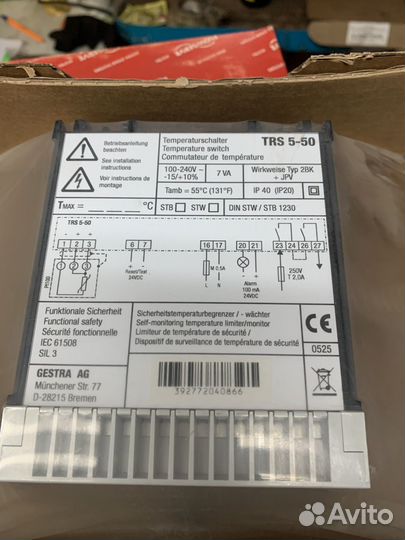 Betriebsanleitung
beachten
See installation
instructions
Voir instructions de
montage
Temperaturschalter
Temperature switch
Commutateur de température
TRS 5-50
100-240V ~
-15/+10%
7 VA
Wirkweise Typ 2BK
+ JPV
Tamb = 55°C (131°F)
IP 40 (IP20)
TMAX = _ _ _ _ °C
STB
STW
DIN STW / STB 1230
TRS 5-50
- + +
1 2 3 6 7 16 17 20 21 23 24 26 27
Pt100
- +
Reset/Test
24VDC
M 0,5A
L N
- +
Alarm
100 mA
24VDC
250V
T 2,0A
Funktionale Sicherheit
Functional safety
Sécurité fonctionnelle
IEC 61508
SIL 3
Sicherheitstemperaturbegrenzer / - wächter
Self-monitoring temperature limiter/monitor
Limiteur de température de sécurité /
Dispositif de surveillance de température de sécurité
CE
0525
GESTRA AG
Münchener Str. 77
D-28215 Bremen
392772040866
Avito